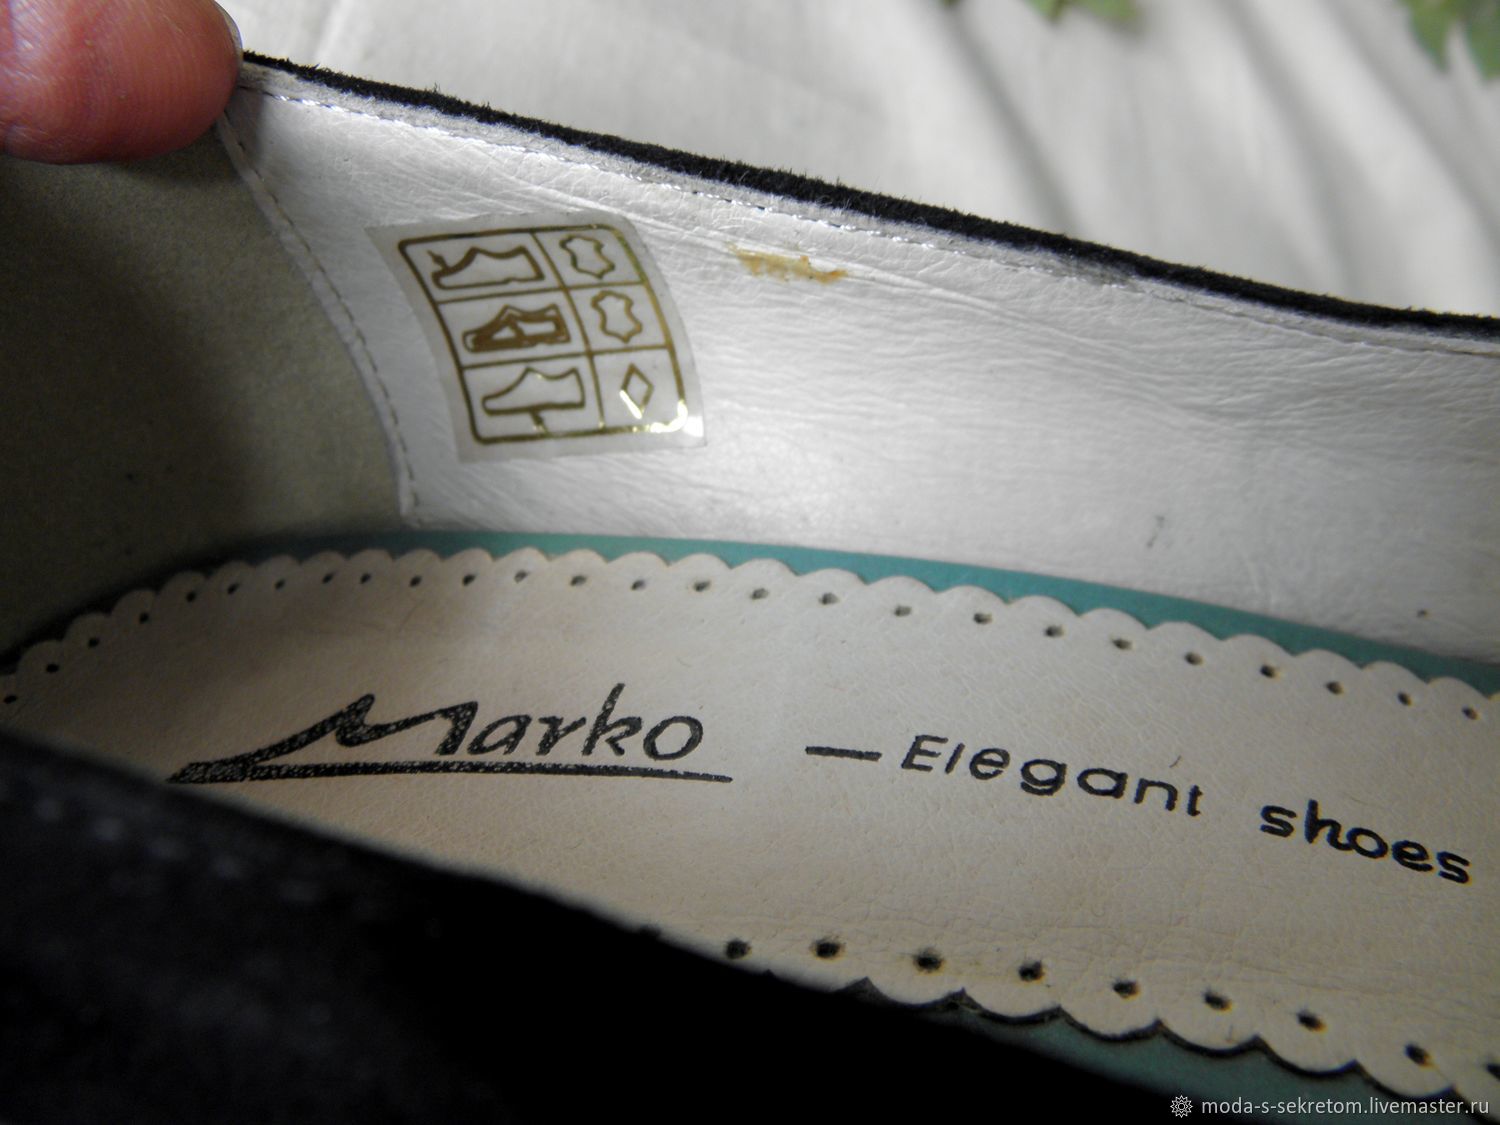 Marko — Elegant shoes
moda-s-sekretom.livemaster.ru